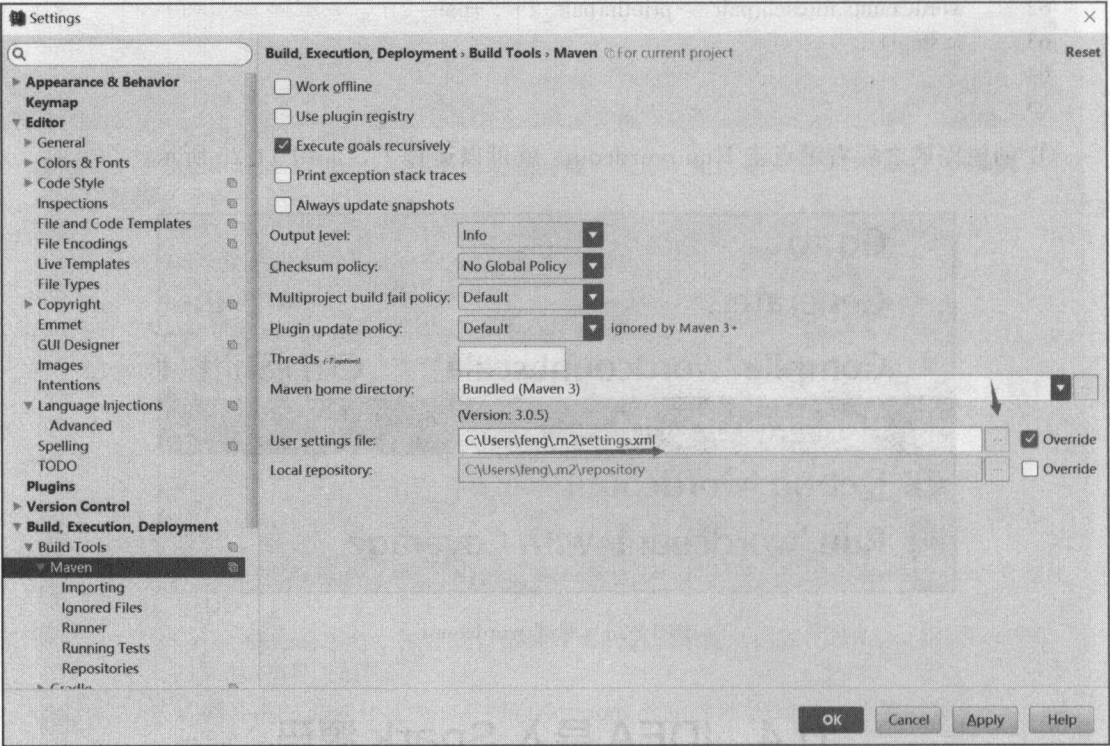 Settings
Build, Execution, Deployment › Build Tools › Maven For current project
Reset
Appearance & Behavior
Keymap
Editor
General
Colors & Fonts
Code Style
Inspections
File and Code Templates
File Encodings
Live Templates
File Types
Copyright
Emmet
GUI Designer
Images
Intentions
Language Injections
Advanced
Spelling
TODO
Plugins
Version Control
Build, Execution, Deployment
Build Tools
Maven
Importing
Ignored Files
Runner
Running Tests
Repositories
Gradle
Work offline
Use plugin registry
Execute goals recursively
Print exception stack traces
Always update snapshots
Output level: Info
Checksum policy: No Global Policy
Multiproject build fail policy: Default
Plugin update policy: Default ignored by Maven 3+
Threads (-T option)
Maven home directory: Bundled (Maven 3)
(Version: 3.0.5)
User settings file: C:\Users\feng\.m2\settings.xml Override
Local repository: C:\Users\feng\.m2\repository Override
OK Cancel Apply Help